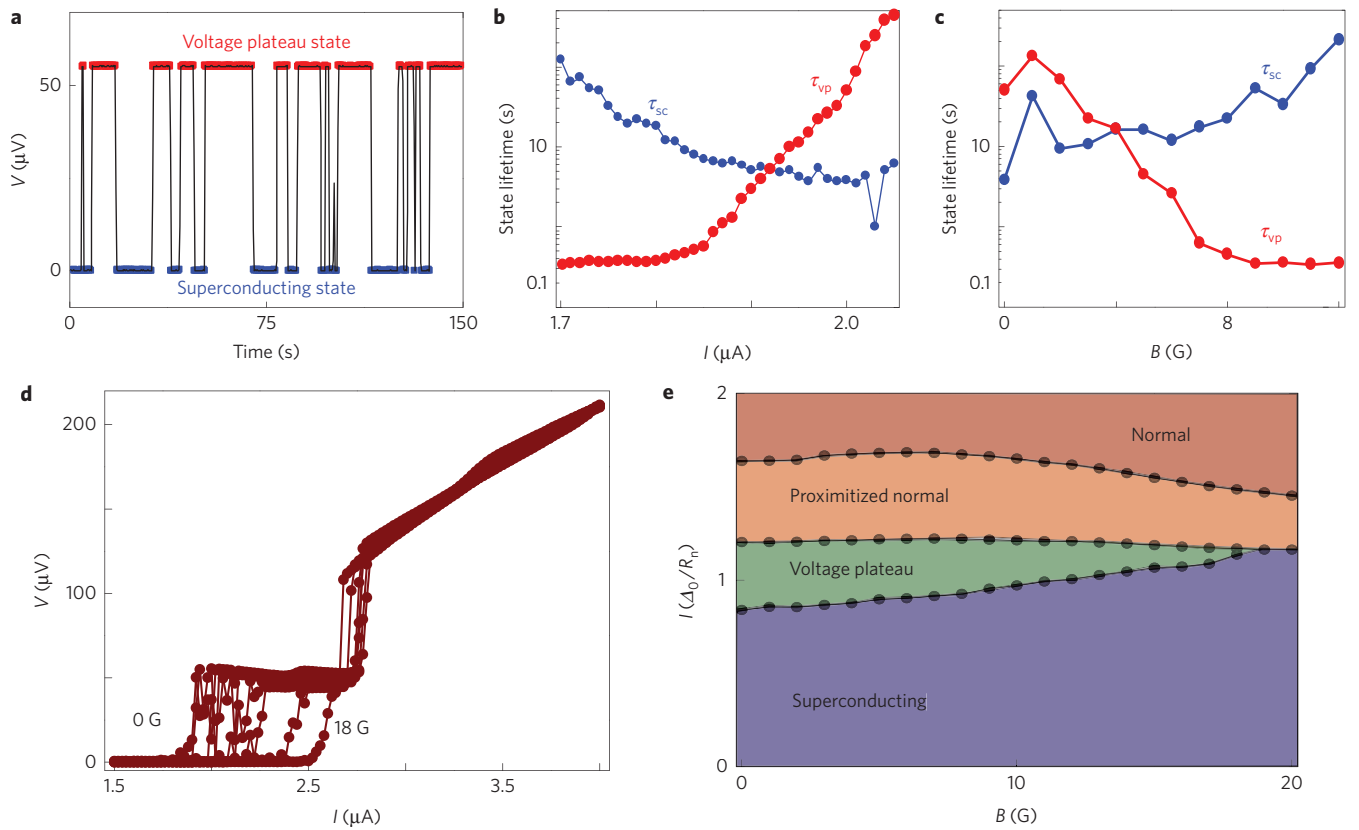 a
Voltage plateau state
50
0
V (μV)
Superconducting state
0
75
150
Time (s)
b
State lifetime (s)
10
0.1
τsc
τvp
1.7
2.0
I (μA)
c
State lifetime (s)
10
0.1
τsc
τvp
0
8
B (G)
d
V (μV)
200
100
0
0 G
18 G
1.5
2.5
3.5
I (μA)
e
I (Δ0/Rn)
2
1
0
Normal
Proximitized normal
Voltage plateau
Superconducting
0
10
20
B (G)